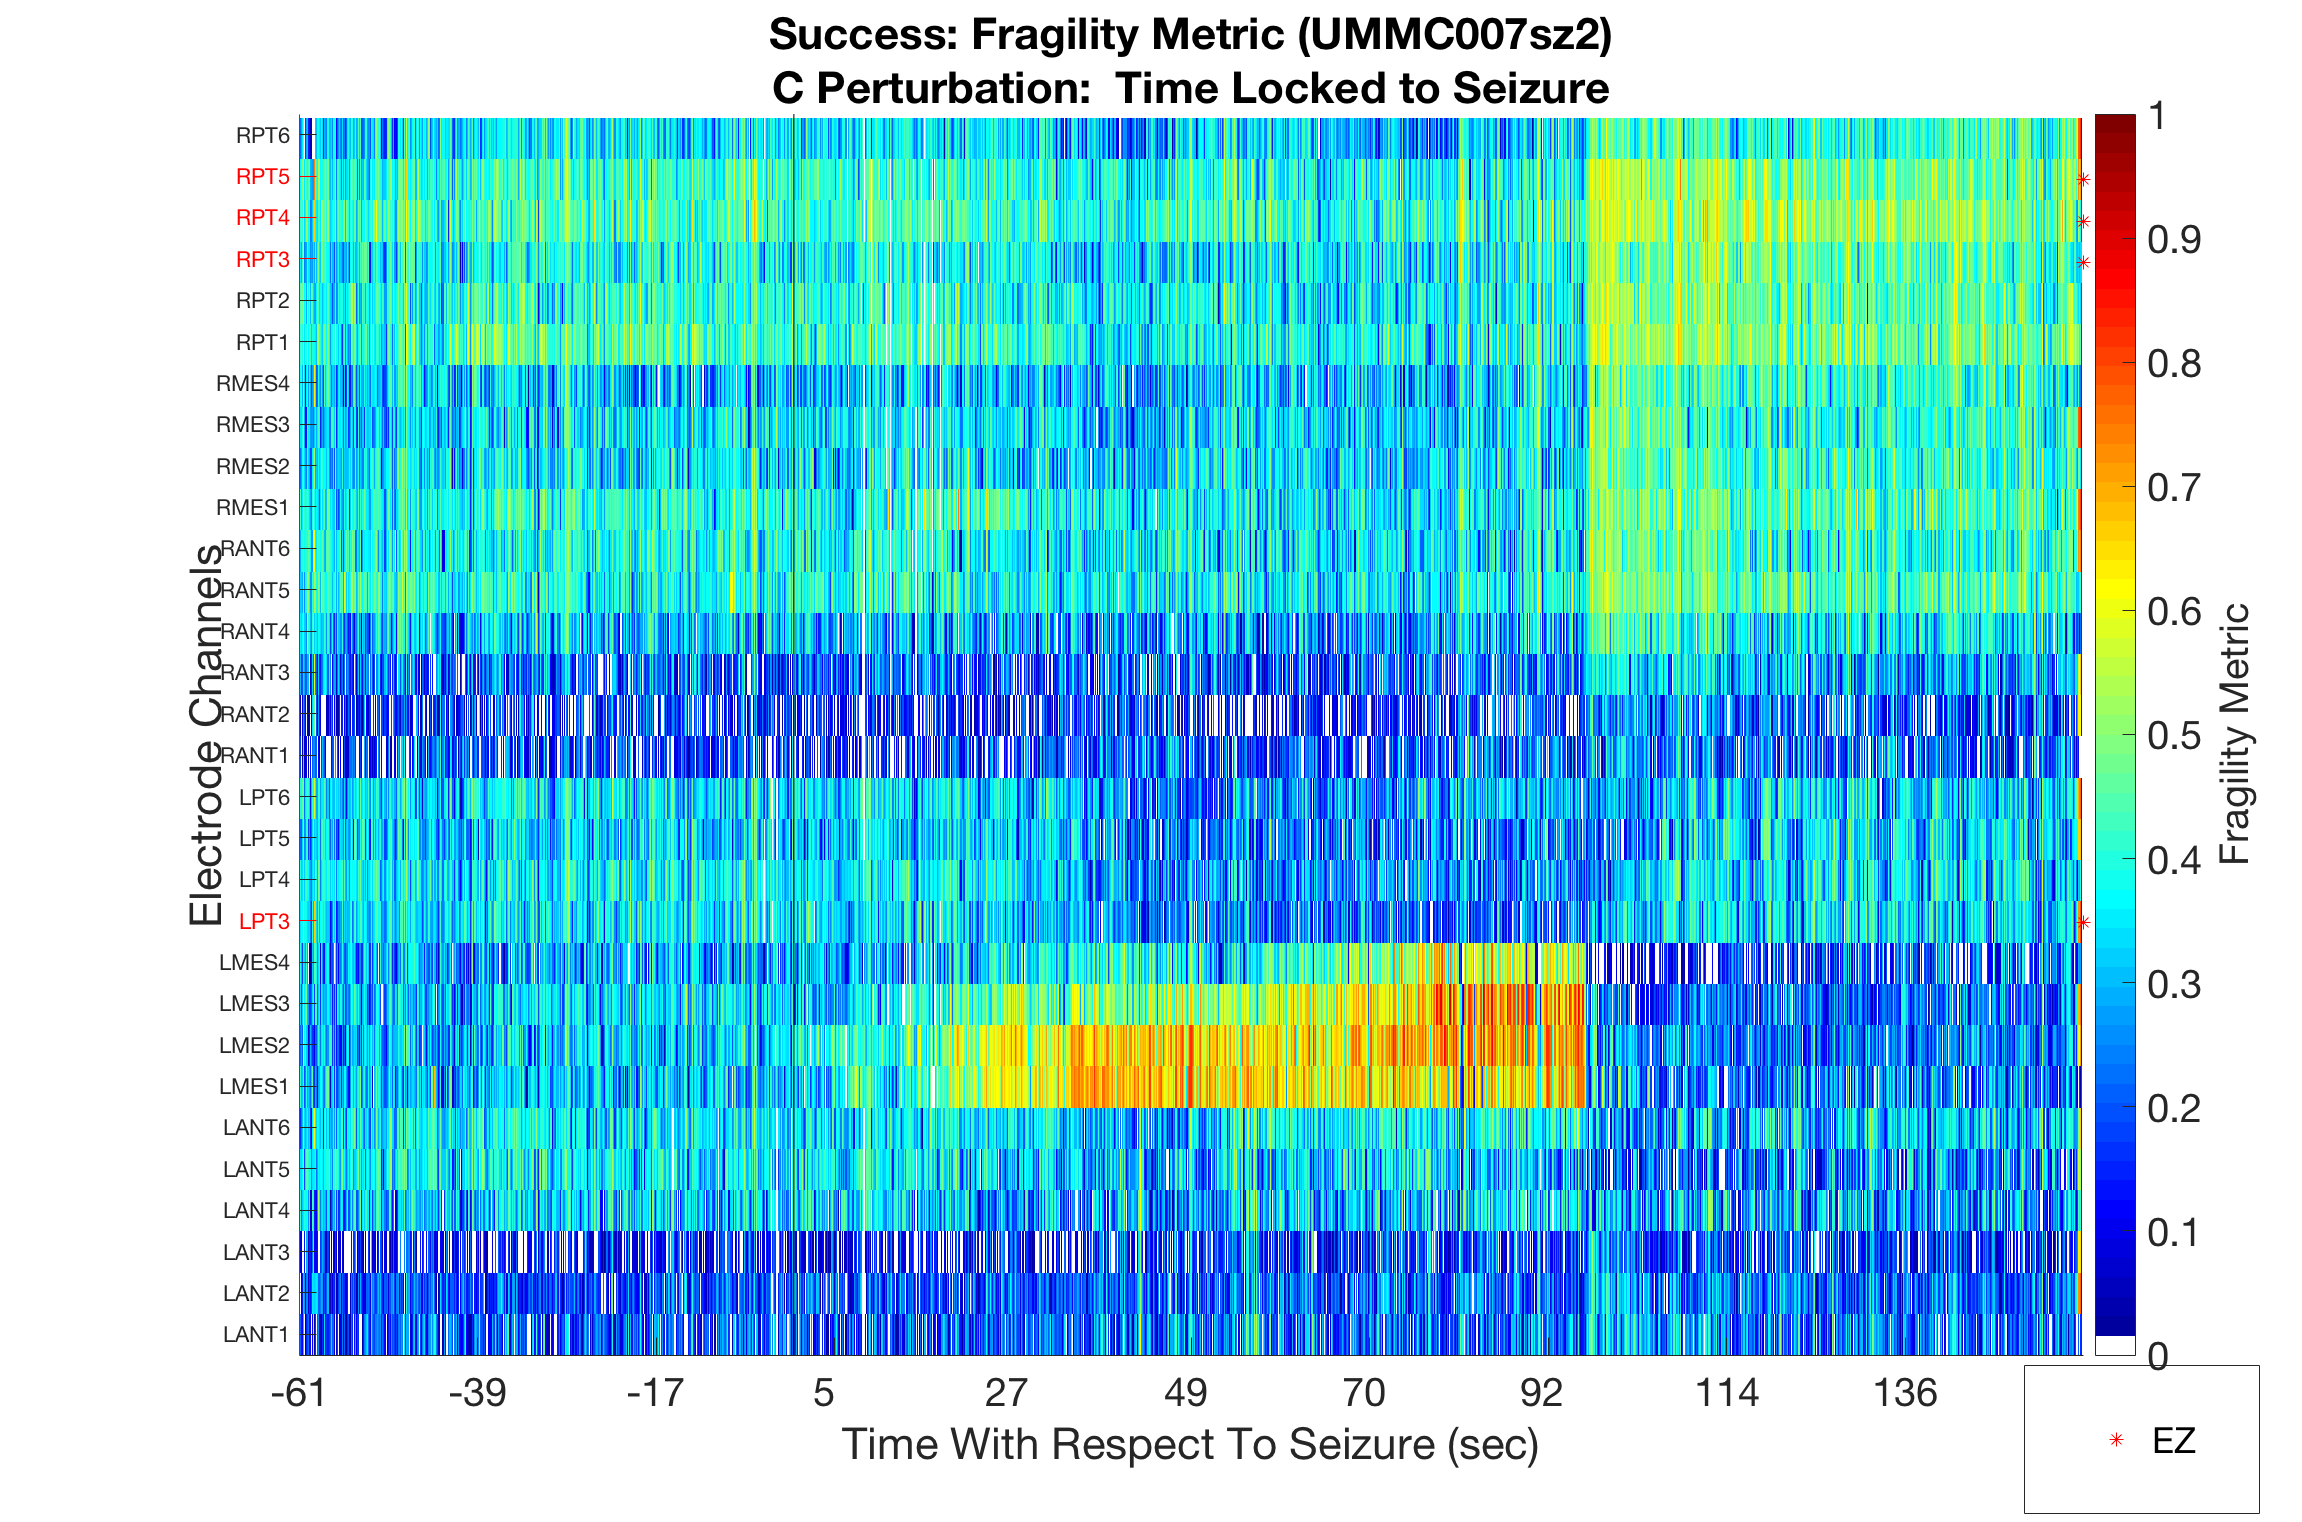 Success: Fragility Metric (UMMC007sz2)
C Perturbation:  Time Locked to Seizure
Electrode Channels
RPT6
RPT5
RPT4
RPT3
RPT2
RPT1
RMES4
RMES3
RMES2
RMES1
RANT6
RANT5
RANT4
RANT3
RANT2
RANT1
LPT6
LPT5
LPT4
LPT3
LMES4
LMES3
LMES2
LMES1
LANT6
LANT5
LANT4
LANT3
LANT2
LANT1
-61 -39 -17 5 27 49 70 92 114 136
Time With Respect To Seizure (sec)
1
0.9
0.8
0.7
0.6
0.5
0.4
0.3
0.2
0.1
0
Fragility Metric
EZ